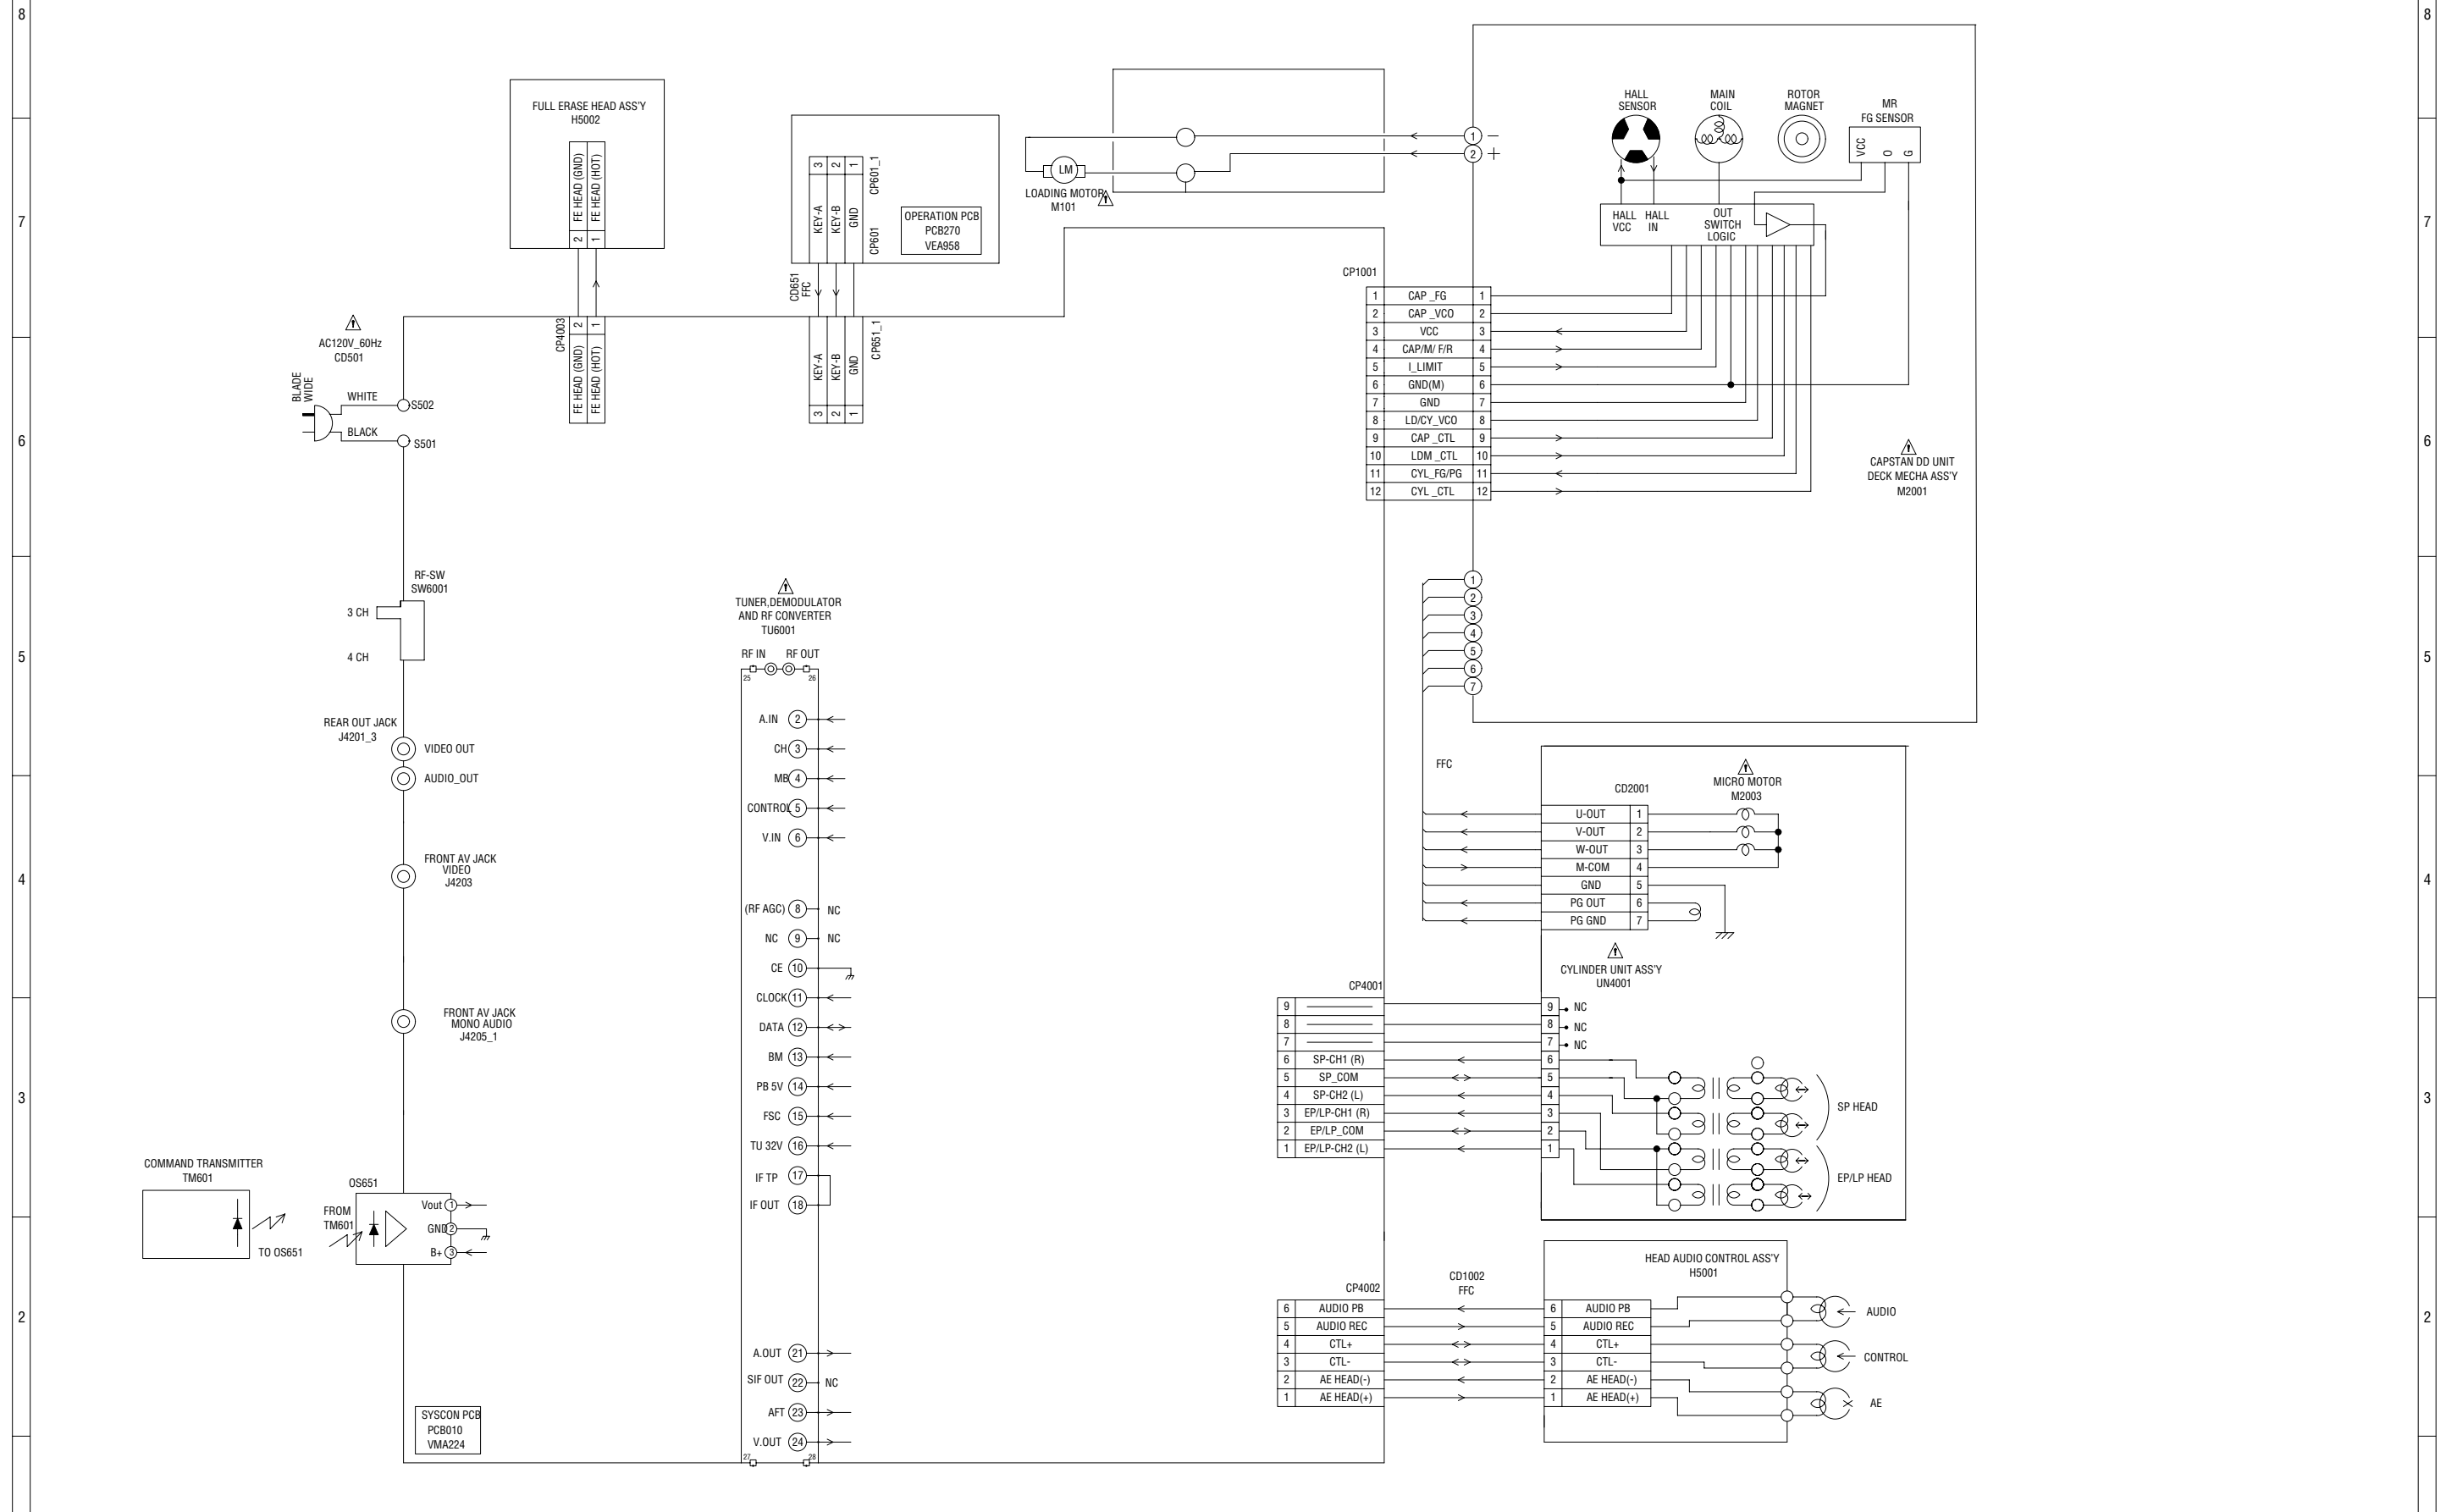 8
8
7
7
6
6
5
5
4
4
3
3
2
2
FULL ERASE HEAD ASS'Y
H5002
FE HEAD (GND)
FE HEAD (HOT)
2
1
CP4003
2
1
FE HEAD (GND)
FE HEAD (HOT)
3
2
1
CP601_1
KEY-A
KEY-B
GND
CP601
OPERATION PCB
PCB270
VEA958
CD651
FFC
CP651_1
KEY-A
KEY-B
GND
3
2
1
LM
LOADING MOTOR
M101
1
2
HALL
SENSOR
MAIN
COIL
ROTOR
MAGNET
MR
FG SENSOR
VCC
O
G
HALL
VCC
HALL
IN
OUT
SWITCH
LOGIC
CP1001
1 CAP _FG 1
2 CAP _VCO 2
3 VCC 3
4 CAP/M/ F/R 4
5 I_LIMIT 5
6 GND(M) 6
7 GND 7
8 LD/CY_VCO 8
9 CAP _CTL 9
10 LDM _CTL 10
11 CYL_FG/PG 11
12 CYL _CTL 12
CAPSTAN DD UNIT
DECK MECHA ASS'Y
M2001
AC120V_60Hz
CD501
BLADE
WIDE
WHITE
S502
BLACK
S501
RF-SW
SW6001
3 CH
4 CH
REAR OUT JACK
J4201_3
VIDEO OUT
AUDIO_OUT
FRONT AV JACK
VIDEO
J4203
FRONT AV JACK
MONO AUDIO
J4205_1
COMMAND TRANSMITTER
TM601
TO OS651
OS651
FROM
TM601
Vout 1
GND 2
B+ 3
SYSCON PCB
PCB010
VMA224
TUNER,DEMODULATOR
AND RF CONVERTER
TU6001
RF IN
RF OUT
25
26
A.IN 2
CH 3
MB 4
CONTROL 5
V.IN 6
(RF AGC) 8 NC
NC 9 NC
CE 10
CLOCK 11
DATA 12
BM 13
PB 5V 14
FSC 15
TU 32V 16
IF TP 17
IF OUT 18
A.OUT 21
SIF OUT 22 NC
AFT 23
V.OUT 24
27
28
1
2
3
4
5
6
7
FFC
CD2001
MICRO MOTOR
M2003
U-OUT 1
V-OUT 2
W-OUT 3
M-COM 4
GND 5
PG OUT 6
PG GND 7
CYLINDER UNIT ASS'Y
UN4001
CP4001
9 9 NC
8 8 NC
7 7 NC
6 SP-CH1 (R) 6
5 SP_COM 5
4 SP-CH2 (L) 4
3 EP/LP-CH1 (R) 3
2 EP/LP_COM 2
1 EP/LP-CH2 (L) 1
SP HEAD
EP/LP HEAD
CP4002
CD1002
FFC
HEAD AUDIO CONTROL ASS'Y
H5001
6 AUDIO PB 6 AUDIO PB
5 AUDIO REC 5 AUDIO REC
4 CTL+ 4 CTL+
3 CTL- 3 CTL-
2 AE HEAD(-) 2 AE HEAD(-)
1 AE HEAD(+) 1 AE HEAD(+)
AUDIO
CONTROL
AE